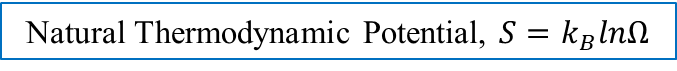 Natural Thermodynamic Potential, S = k_B lnΩ